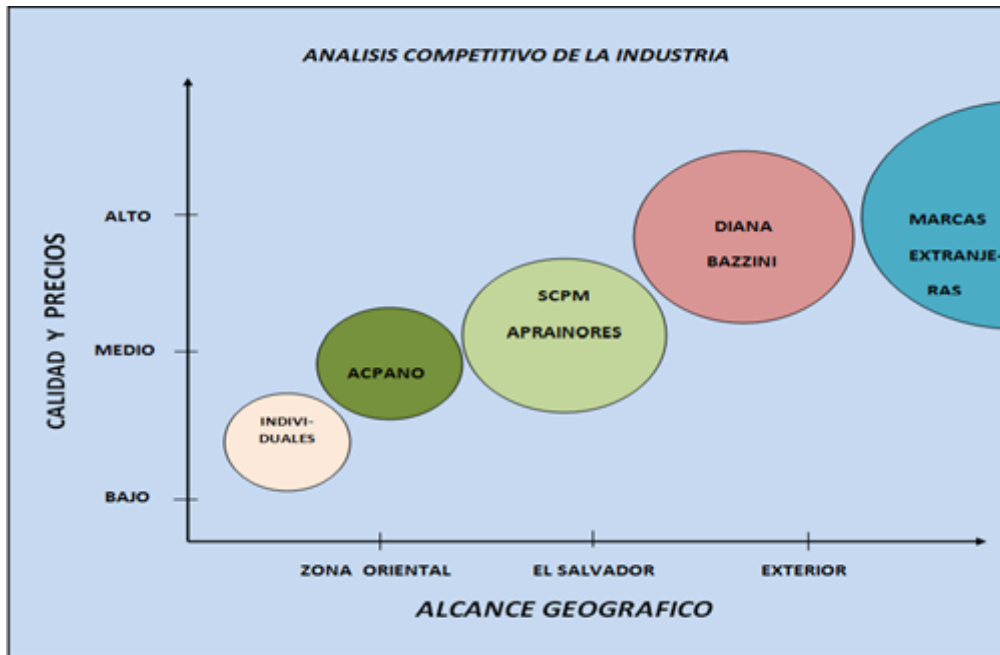 ANALISIS COMPETITIVO DE LA INDUSTRIA
CALIDAD Y PRECIOS
ALTO
MEDIO
BAJO
INDIVI-
DUALES
ACPANO
SCPM
APRAINORES
DIANA
BAZZINI
MARCAS
EXTRANJE-
RAS
ZONA ORIENTAL
EL SALVADOR
EXTERIOR
ALCANCE GEOGRAFICO